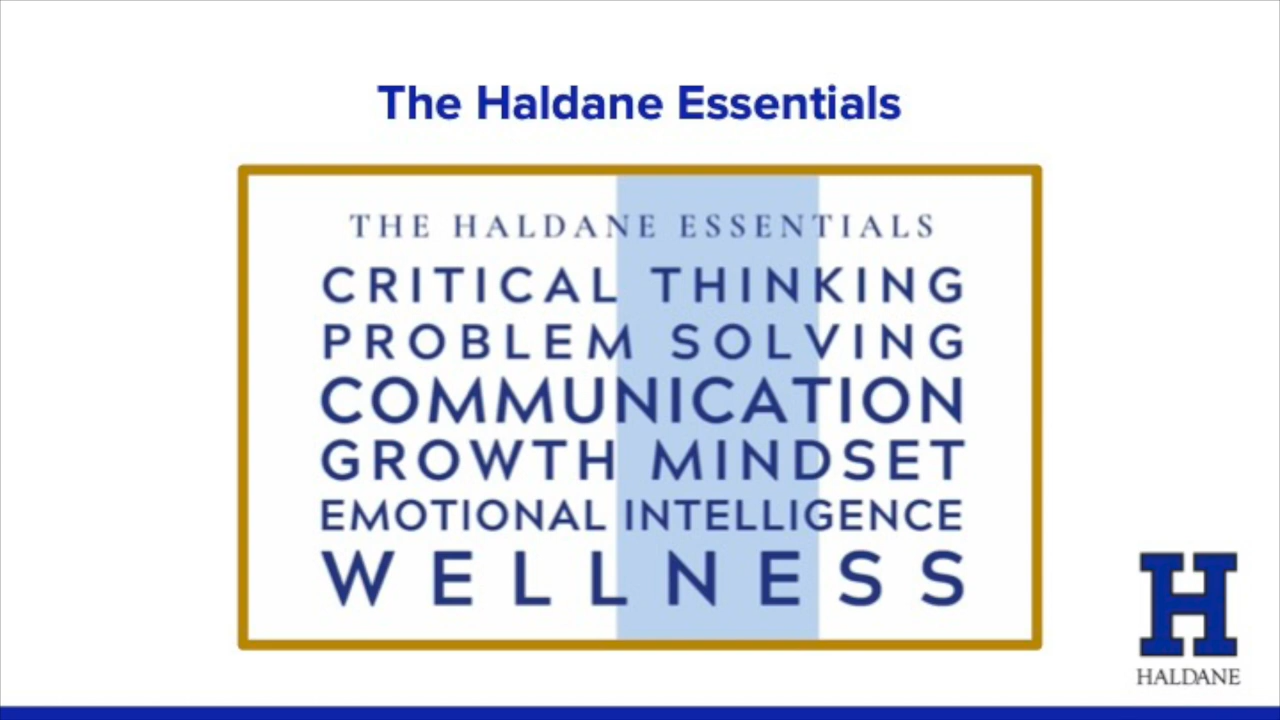 The Haldane Essentials
THE HALDANE ESSENTIALS
CRITICAL THINKING
PROBLEM SOLVING
COMMUNICATION
GROWTH MINDSET
EMOTIONAL INTELLIGENCE
WELLNESS
H
HALDANE